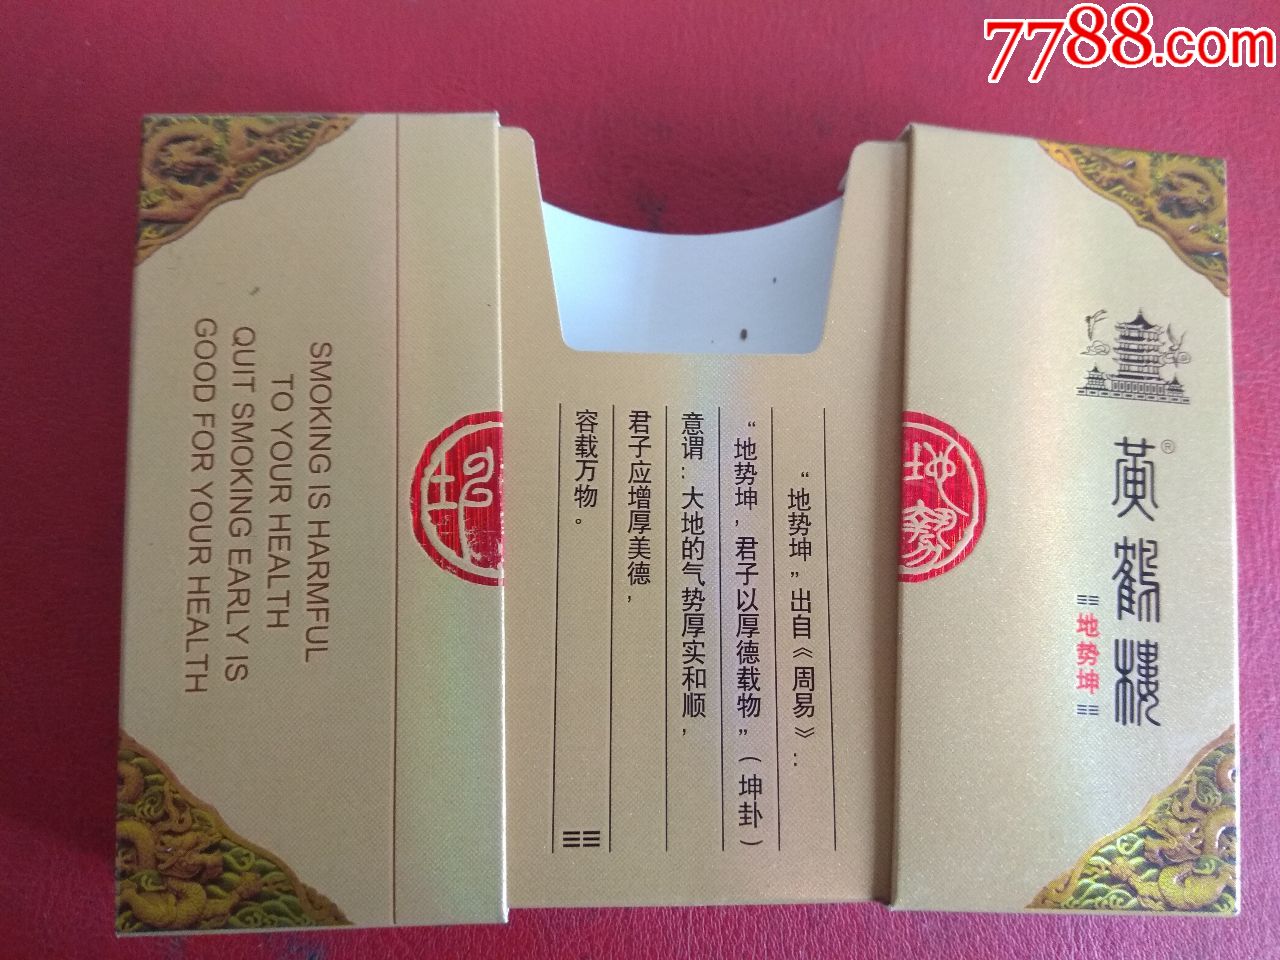 7788.com
SMOKING IS HARMFUL
TO YOUR HEALTH
QUIT SMOKING EARLY IS
GOOD FOR YOUR HEALTH
坤
“地势坤”出自《周易》:
“地势坤,君子以厚德载物”(坤卦)
意谓:大地的气势厚实和顺,
君子应增厚美德,
容载万物。
地势
黄鹤楼®
地势坤